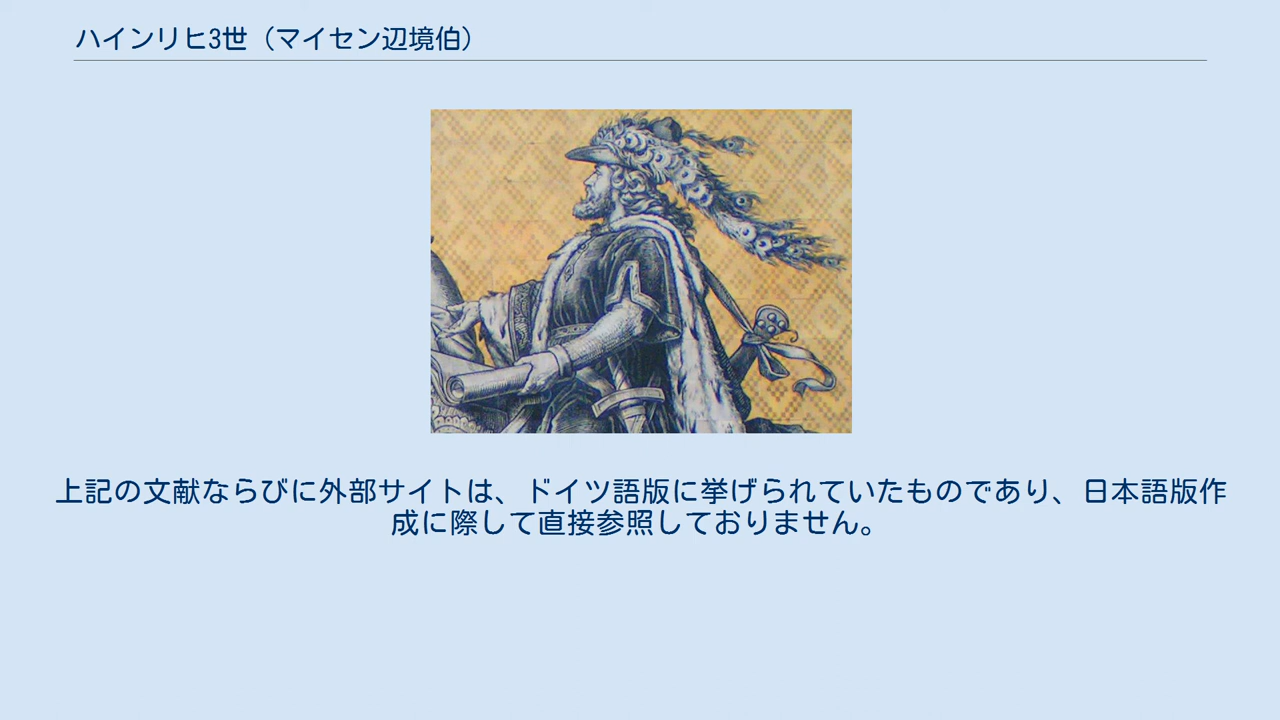 ハインリヒ3世（マイセン辺境伯）
上記の文献ならびに外部サイトは、ドイツ語版に挙げられていたものであり、日本語版作
成に際して直接参照しておりません。